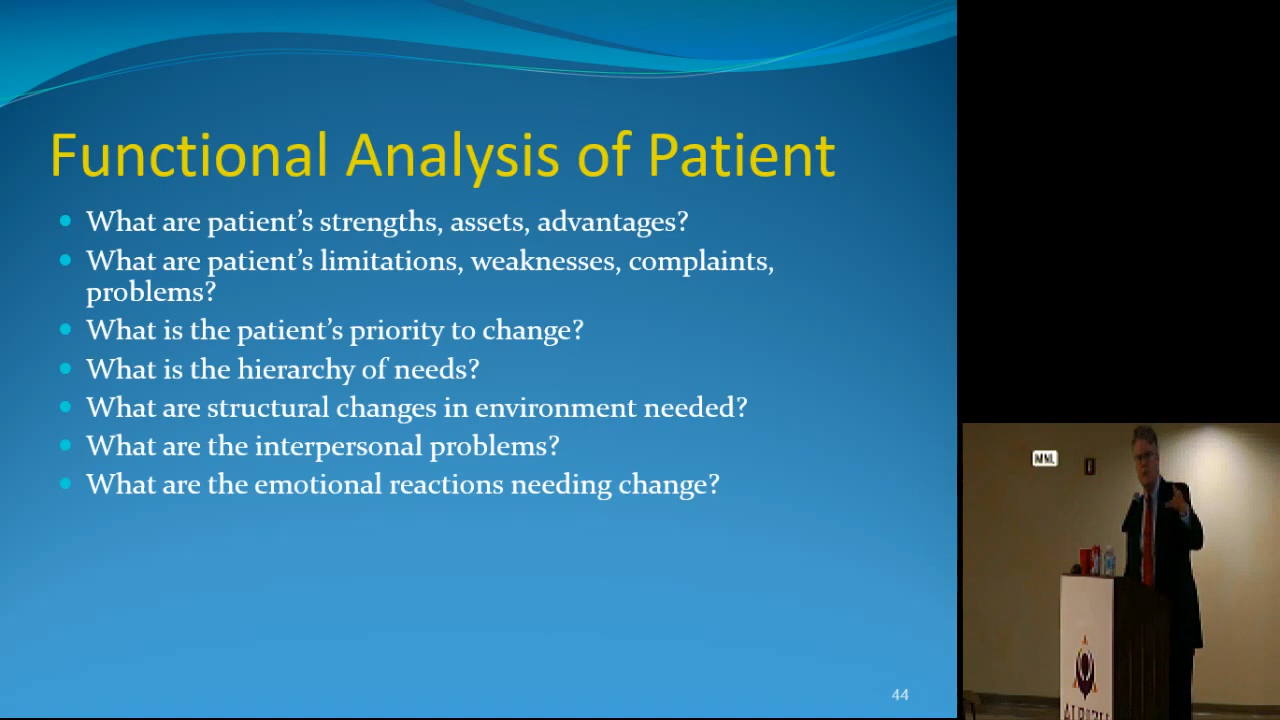 Functional Analysis of Patient
What are patient's strengths, assets, advantages?
What are patient's limitations, weaknesses, complaints,
problems?
What is the patient's priority to change?
What is the hierarchy of needs?
What are structural changes in environment needed?
What are the interpersonal problems?
What are the emotional reactions needing change?
44